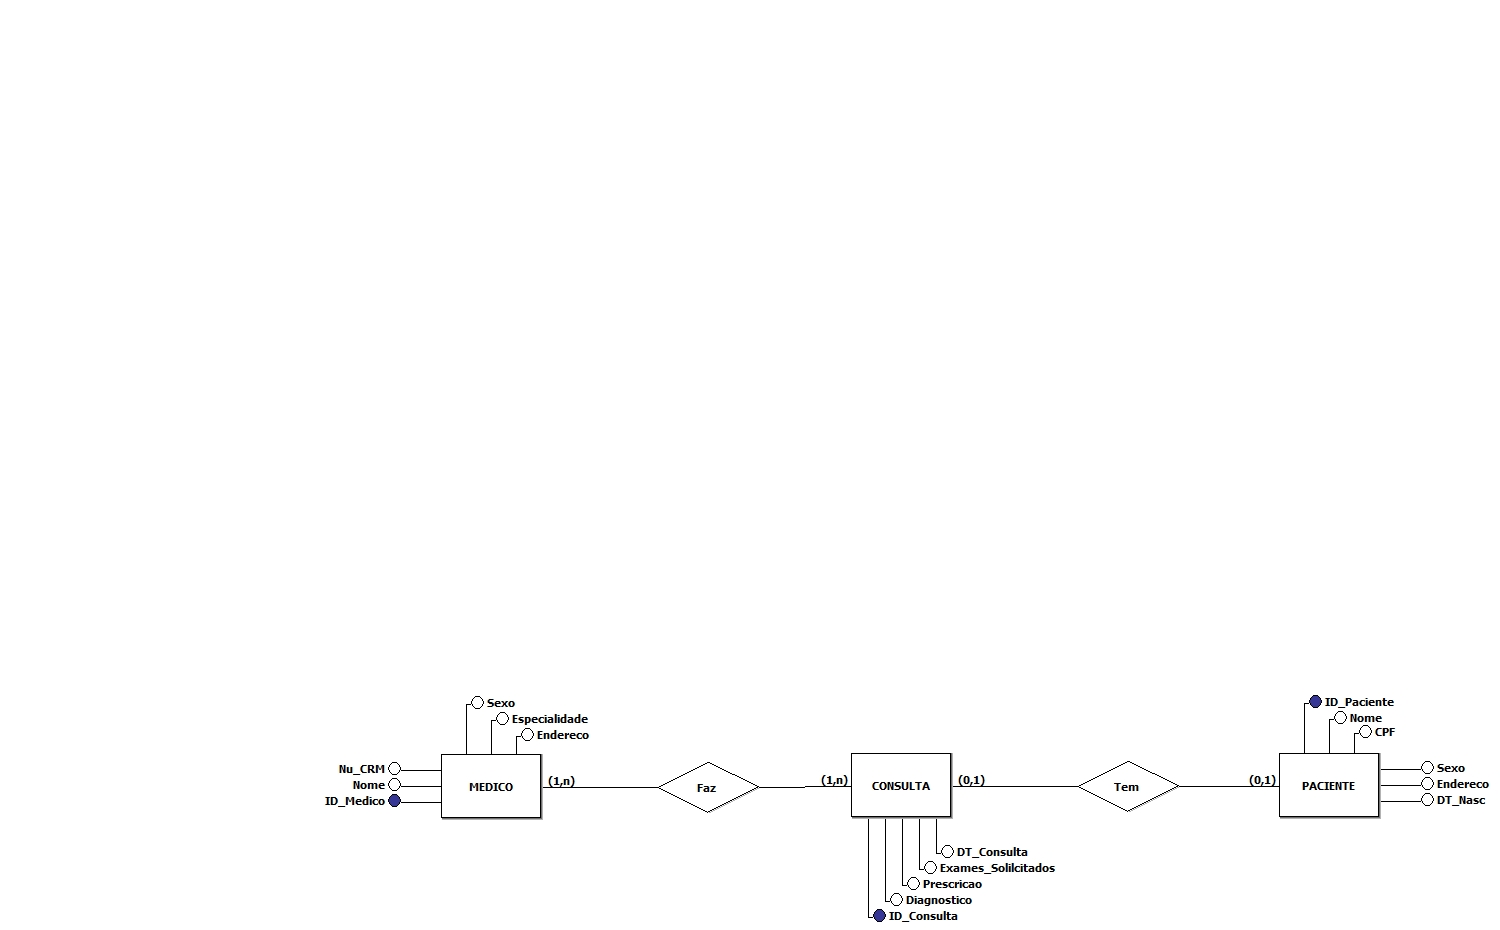 Sexo
Especialidade
Endereco
Nu_CRM
Nome
ID_Medico
MEDICO
(1,n)
Faz
(1,n)
CONSULTA
(0,1)
Tem
(0,1)
PACIENTE
ID_Paciente
Nome
CPF
Sexo
Endereco
DT_Nasc
DT_Consulta
Exames_Solilcitados
Prescricao
Diagnostico
ID_Consulta